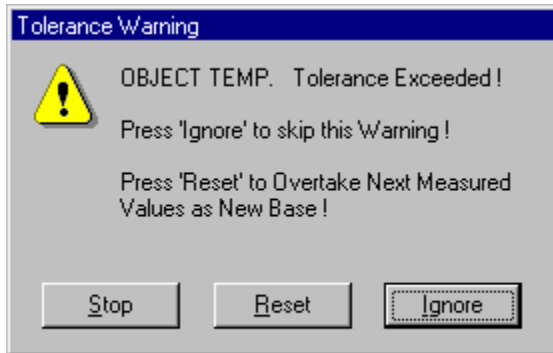 Tolerance Warning
OBJECT TEMP.   Tolerance Exceeded !
Press 'Ignore' to skip this Warning !
Press 'Reset' to Overtake Next Measured
Values as New Base !
Stop
Reset
Ignore